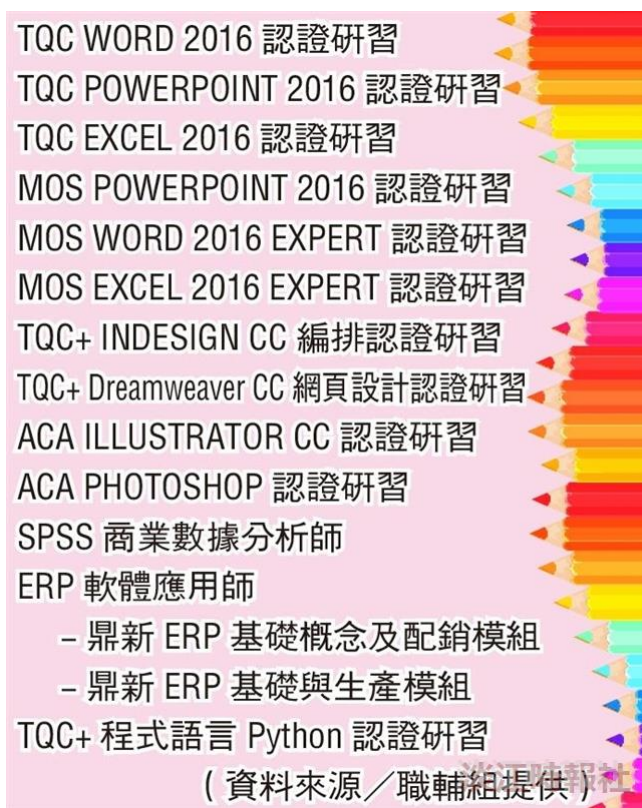 TQC WORD 2016 認證研習
TQC POWERPOINT 2016 認證研習
TQC EXCEL 2016 認證研習
MOS POWERPOINT 2016 認證研習
MOS WORD 2016 EXPERT 認證研習
MOS EXCEL 2016 EXPERT 認證研習
TQC+ INDESIGN CC 編排認證研習
TQC+ Dreamweaver CC 網頁設計認證研習
ACA ILLUSTRATOR CC 認證研習
ACA PHOTOSHOP 認證研習
SPSS 商業數據分析師
ERP 軟體應用師
– 鼎新 ERP 基礎概念及配銷模組
– 鼎新 ERP 基礎與生產模組
TQC+ 程式語言 Python 認證研習
(資料來源／職輔組提供)
淡江時報社